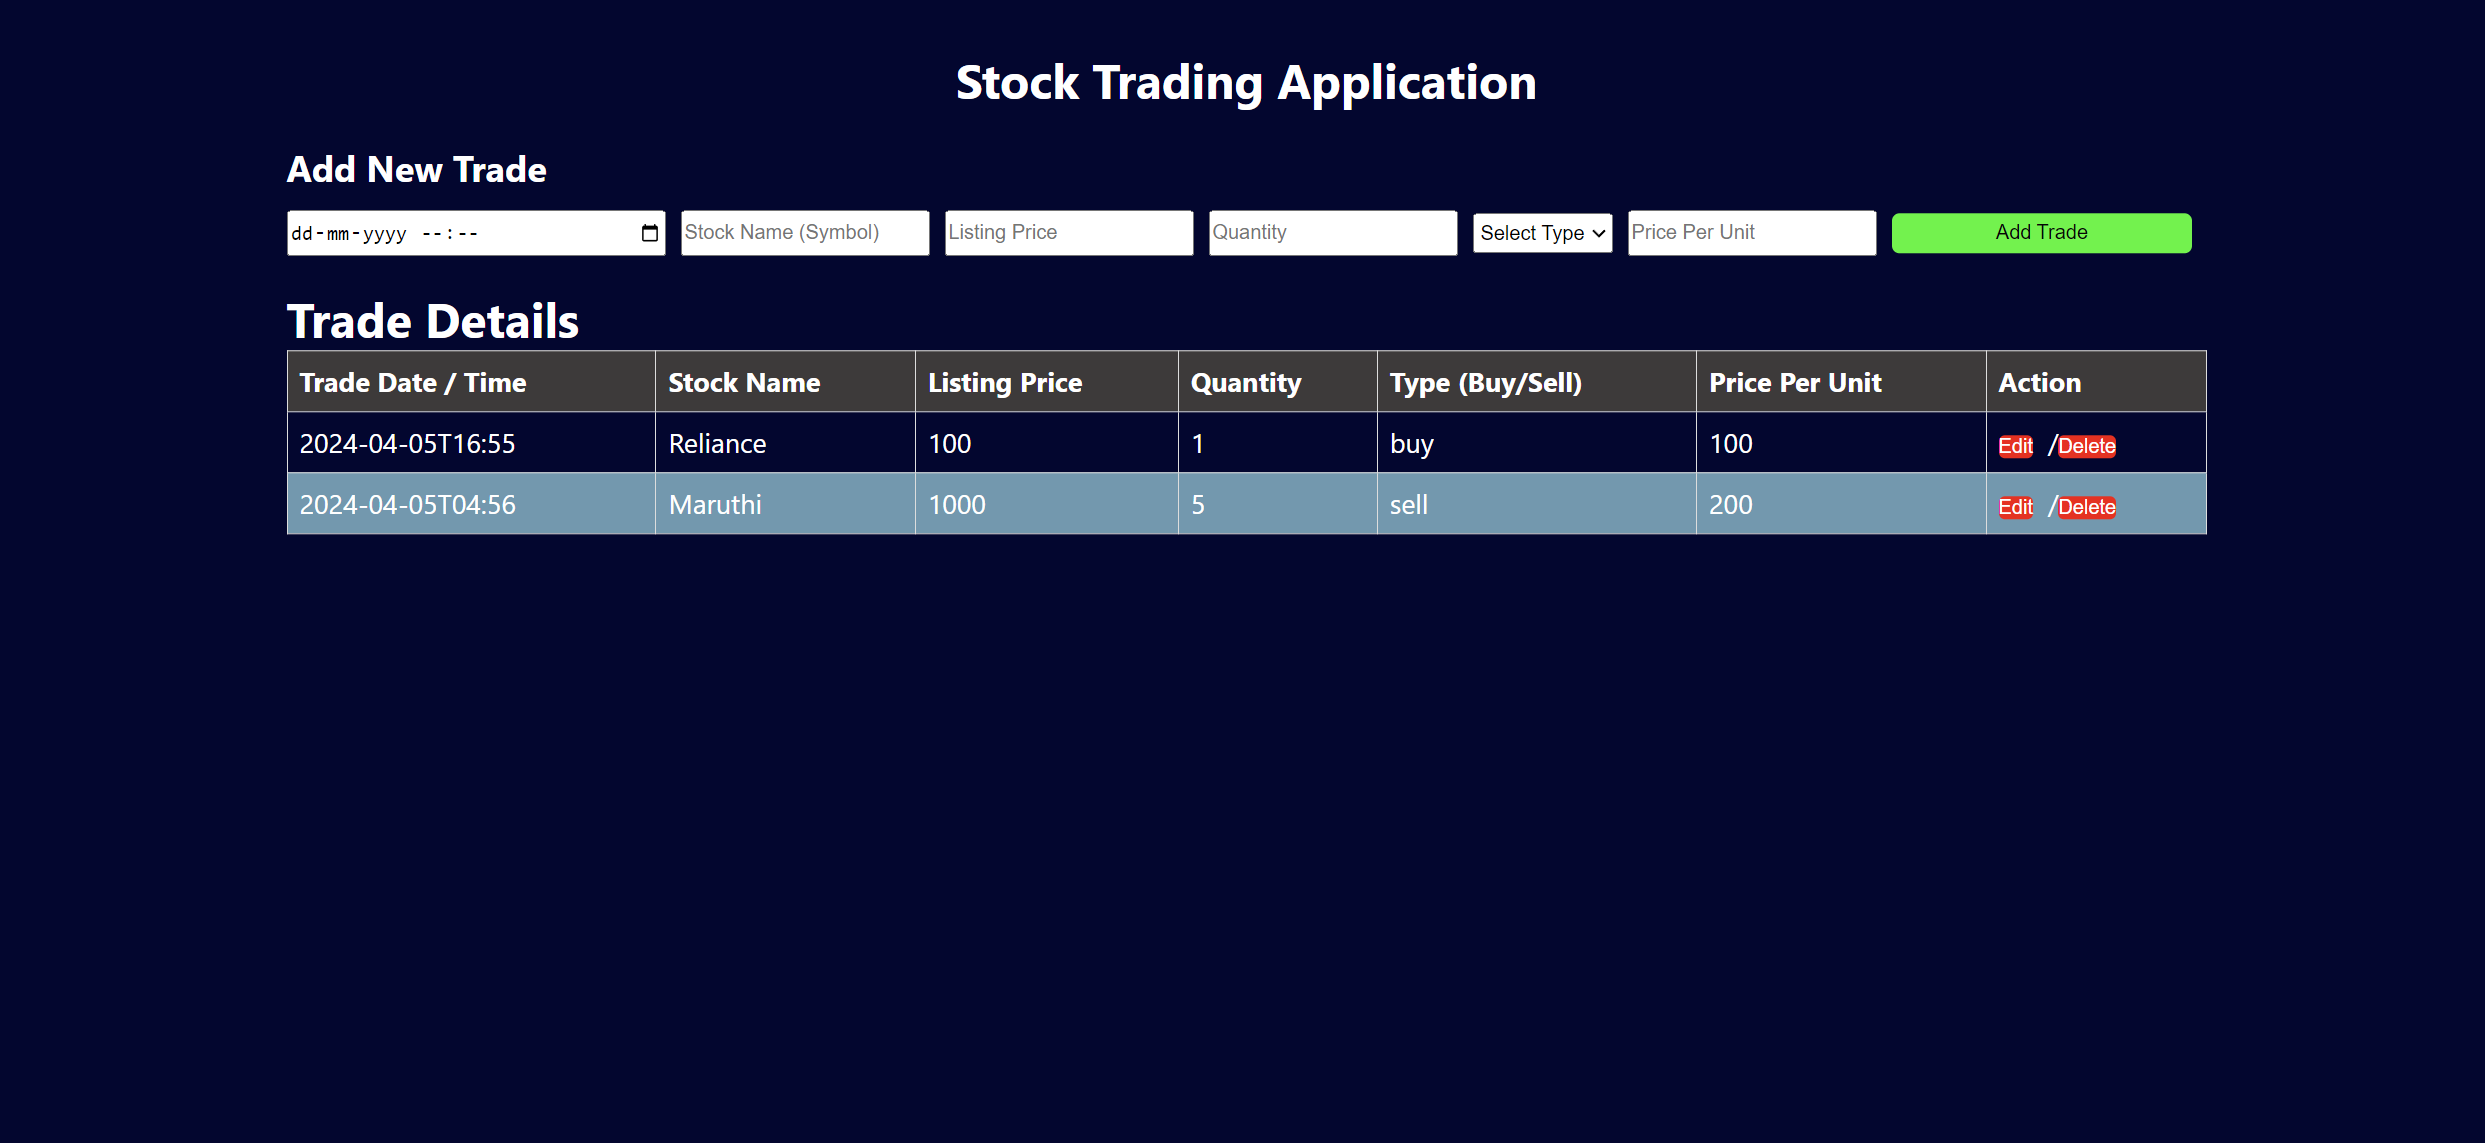 Stock Trading Application
Add New Trade
dd-mm-yyyy --:-- Stock Name (Symbol) Listing Price Quantity Select Type Price Per Unit Add Trade
Trade Details
Trade Date / Time Stock Name Listing Price Quantity Type (Buy/Sell) Price Per Unit Action
2024-04-05T16:55 Reliance 100 1 buy 100 Edit /Delete
2024-04-05T04:56 Maruthi 1000 5 sell 200 Edit /Delete